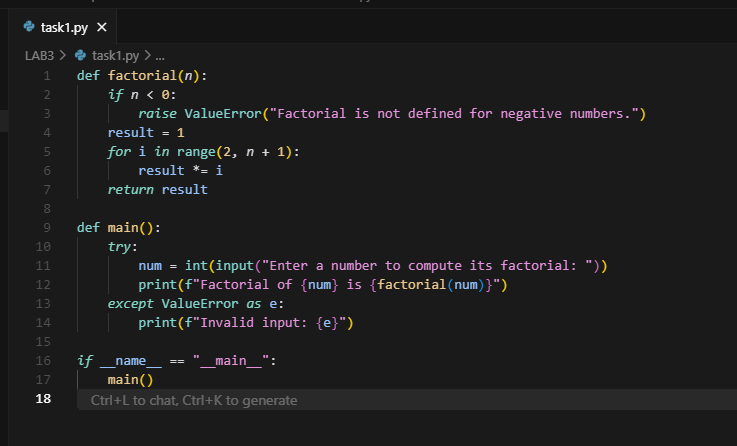 task1.py ×
LAB3 > task1.py > ...
1 def factorial(n):
2     if n < 0:
3         raise ValueError("Factorial is not defined for negative numbers.")
4     result = 1
5     for i in range(2, n + 1):
6         result *= i
7     return result
8
9 def main():
10     try:
11         num = int(input("Enter a number to compute its factorial: "))
12         print(f"Factorial of {num} is {factorial(num)}")
13     except ValueError as e:
14         print(f"Invalid input: {e}")
15
16 if __name__ == "__main__":
17     main()
18 Ctrl+L to chat, Ctrl+K to generate